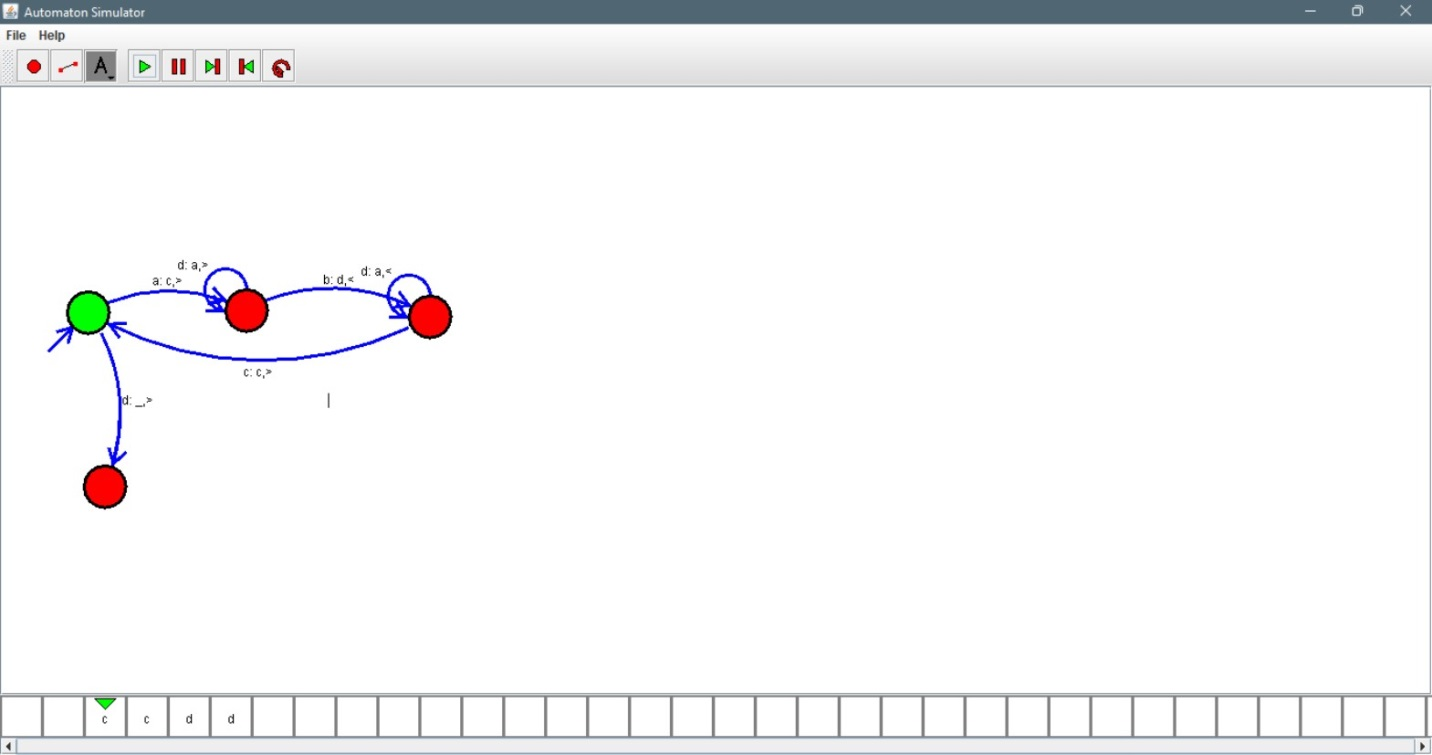 Automaton Simulator
File Help
A
d: a,>
a: c,>
b: d,<
d: a,<
c: c,>
d: _,>
c c d d